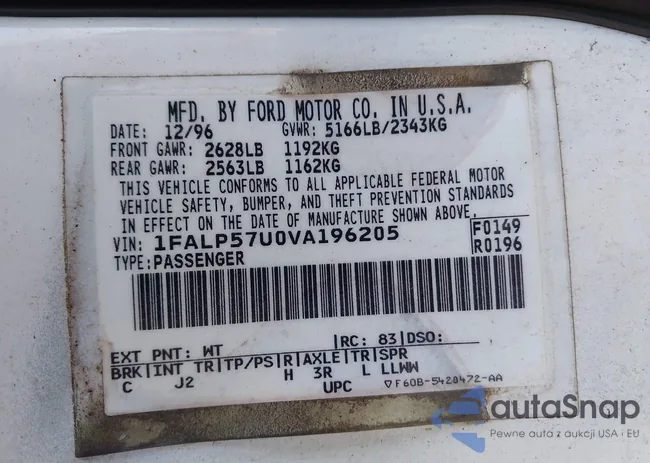 MFD. BY FORD MOTOR CO. IN U.S.A.
DATE: 12/96 GVWR: 5166LB/2343KG
FRONT GAWR: 2628LB 1192KG
REAR GAWR: 2563LB 1162KG
THIS VEHICLE CONFORMS TO ALL APPLICABLE FEDERAL MOTOR
VEHICLE SAFETY, BUMPER, AND THEFT PREVENTION STANDARDS
IN EFFECT ON THE DATE OF MANUFACTURE SHOWN ABOVE.
VIN: 1FALP57U0VA196205 F0149
TYPE: PASSENGER R0196
EXT PNT: WT RC: 83 DSO:
BRK INT TR TP/PS R AXLE TR SPR
C J2 H 3R L LLWW
UPC ▽F60B-5420472-AA
autaSnap
Pewne auta z aukcji USA i EU